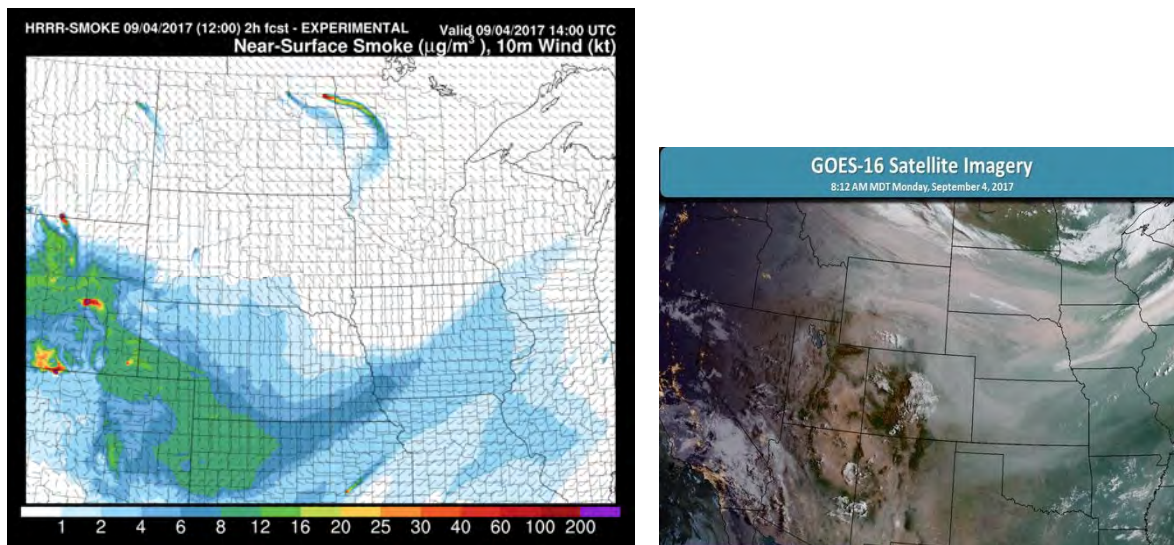 HRRR-SMOKE 09/04/2017 (12:00) 2h fcst - EXPERIMENTAL
Valid 09/04/2017 14:00 UTC
Near-Surface Smoke (μg/m³), 10m Wind (kt)
1 2 4 6 8 12 16 20 25 30 40 60 100 200
GOES-16 Satellite Imagery
8:12 AM MDT Monday, September 4, 2017